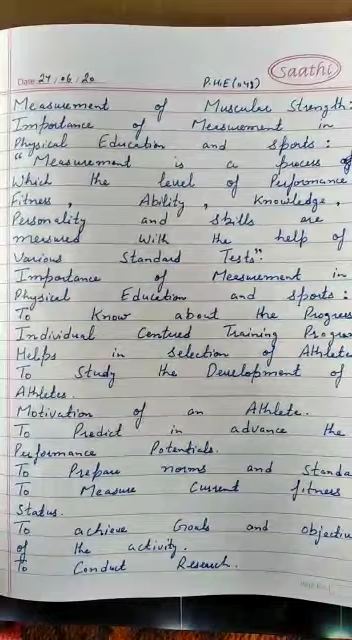 saathi
Date 24/06/20 P.H.E(048)
Measurement of Muscular Strength:
Importance of Measurement in
Physical Education and sports:
"Measurement is a process of
Which the level of Performance
Fitness, Ability, Knowledge,
Personality and skills are
mesured with the help of
Various Standard Tests".
Importance of Measurement in
Physical Education and sports:
To Know about the Progress
Individual Centred Training Progra
Helps in selection of Athlete
To Study the Development of
Athletes.
Motivation of an Athlete.
To Predict in advance the
Performance Potentials.
To Prepare norms and Standa
To Measure Current fitness
Status.
To achieve Goals and objectiv
of the activity.
To Conduct Research.